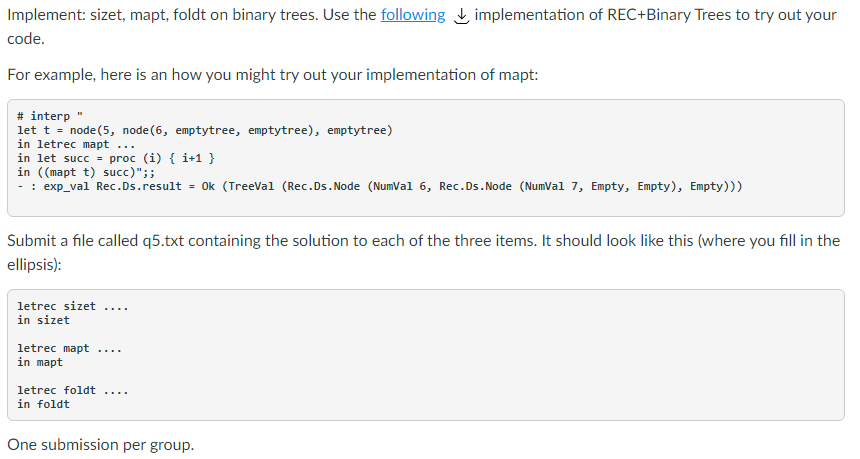 Implement: sizet, mapt, foldt on binary trees. Use the following implementation of REC+Binary Trees to try out your
code.
For example, here is an how you might try out your implementation of mapt:
# interp "
let t = node(5, node(6, emptytree, emptytree), emptytree)
in letrec mapt ...
in let succ = proc (i) { i+1 }
in ((mapt t) succ)";;
- : exp_val Rec.Ds.result = Ok (TreeVal (Rec.Ds.Node (NumVal 6, Rec.Ds.Node (NumVal 7, Empty, Empty), Empty)))
Submit a file called q5.txt containing the solution to each of the three items. It should look like this (where you fill in the
ellipsis):
letrec sizet ....
in sizet
letrec mapt ....
in mapt
letrec foldt ....
in foldt
One submission per group.